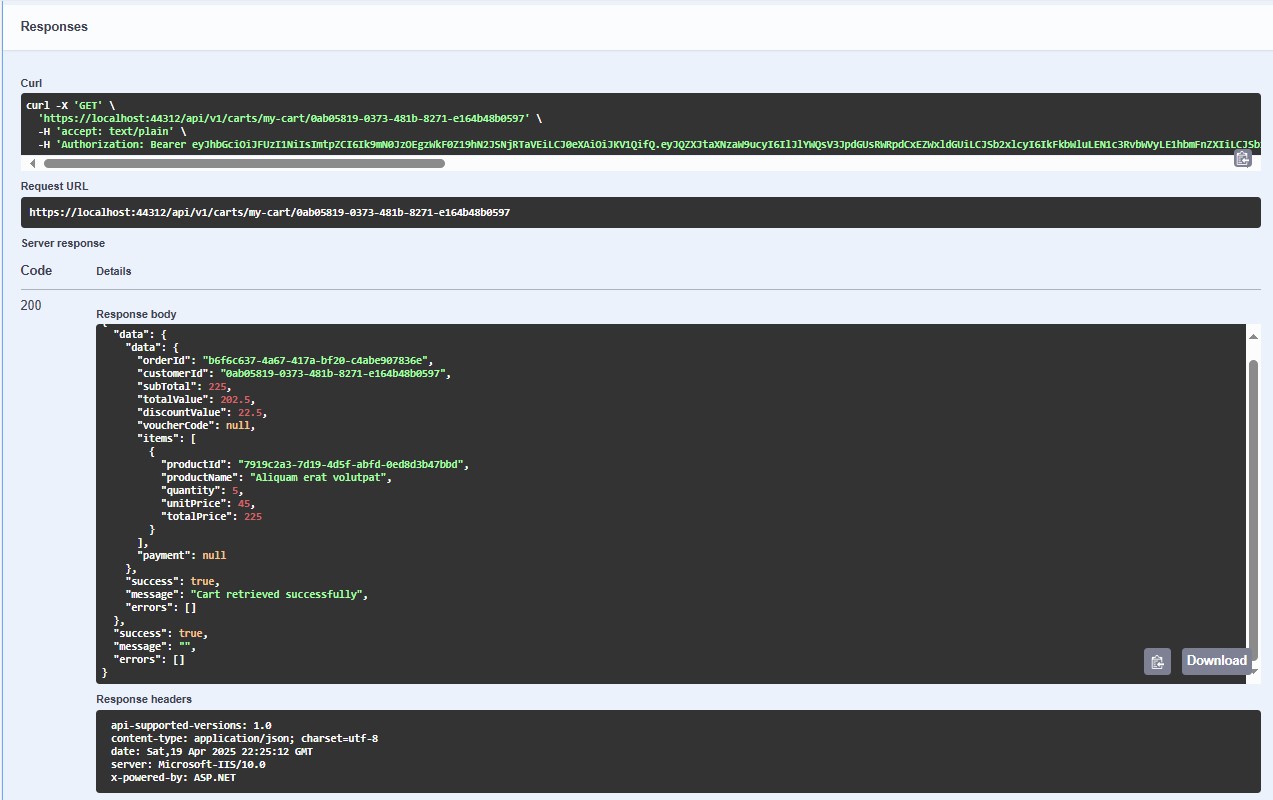 Responses
Curl
curl -X 'GET' \
'https://localhost:44312/api/v1/carts/my-cart/0ab05819-0373-481b-8271-e164b48b0597' \
-H 'accept: text/plain' \
-H 'Authorization: Bearer
Request URL
https://localhost:44312/api/v1/carts/my-cart/0ab05819-0373-481b-8271-e164b48b0597
Server response
Code Details
200
Response body
{
"data": {
"data": {
"orderId": "b6f6c637-4a67-417a-bf20-c4abe907836e",
"customerId": "0ab05819-0373-481b-8271-e164b48b0597",
"subTotal": 225,
"totalValue": 202.5,
"discountValue": 22.5,
"voucherCode": null,
"items": [
{
"productId": "7919c2a3-7d19-4d5f-abfd-0ed8d3b47bbd",
"productName": "Aliquam erat volutpat",
"quantity": 5,
"unitPrice": 45,
"totalPrice": 225
}
],
"payment": null
},
"success": true,
"message": "Cart retrieved successfully",
"errors": []
},
"success": true,
"message": "",
"errors": []
}
Download
Response headers
api-supported-versions: 1.0
content-type: application/json; charset=utf-8
date: Sat,19 Apr 2025 22:25:12 GMT
server: Microsoft-IIS/10.0
x-powered-by: ASP.NET